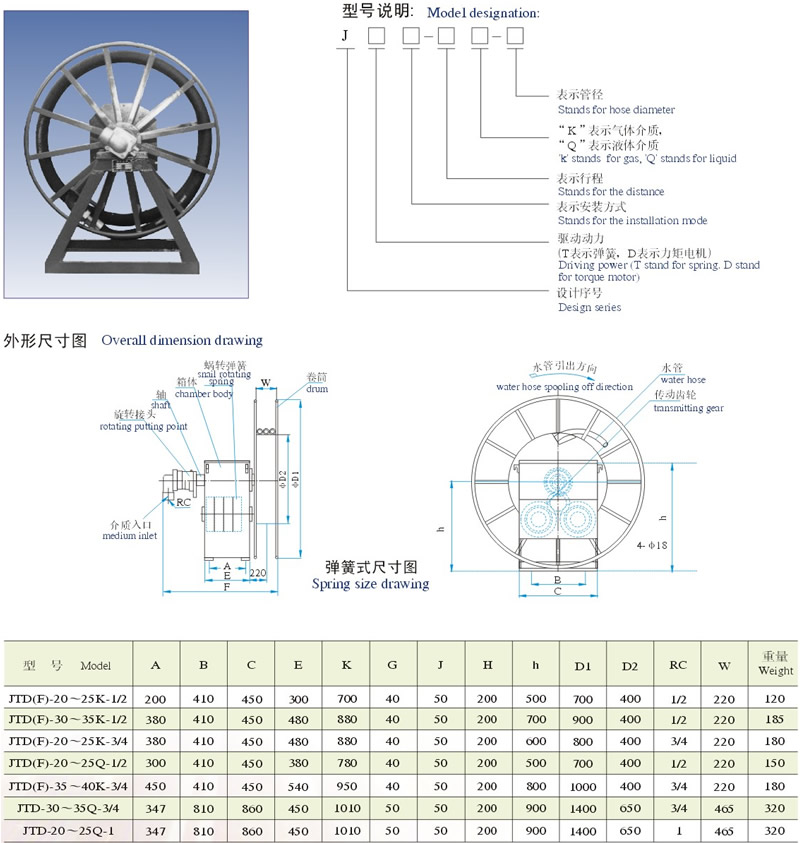 型号说明: Model designation:
J □ □-□ □-□
表示管径
Stands for hose diameter
“K”表示气体介质,
“Q”表示液体介质
'k' stands for gas, 'Q' stands for liquid
表示行程
Stands for the distance
表示安装方式
Stands for the installation mode
驱动动力
(T表示弹簧, D表示力矩电机)
Driving power (T stand for spring. D stand
for torque motor)
设计序号
Design series
外形尺寸图 Overall dimension drawing
蜗转弹簧
snail rotating
spring
箱体
chamber body
轴
shaft
旋转接头
rotating putting point
W
卷筒
drum
ΦD2
ΦD1
RC
介质入口
medium inlet
A
E
220
F
弹簧式尺寸图
Spring size drawing
水管引出方向
water hose spooling off direction
水管
water hose
传动齿轮
transmitting gear
h
h
4-Φ18
B
C
型 号 Model A B C E K G J H h D1 D2 RC W 重量 Weight
JTD(F)-20~25K-1/2 200 410 450 300 700 40 50 200 500 700 400 1/2 220 120
JTD(F)-30~35K-1/2 380 410 450 480 880 40 50 200 700 900 400 1/2 220 185
JTD(F)-20~25K-3/4 380 410 450 480 880 40 50 200 600 800 400 3/4 220 180
JTD(F)-20~25Q-1/2 300 410 450 380 780 40 50 200 500 700 400 1/2 220 150
JTD(F)-35~40K-3/4 450 410 450 540 950 40 50 200 800 1000 400 3/4 220 180
JTD-30~35Q-3/4 347 810 860 450 1010 50 50 200 900 1400 650 3/4 465 320
JTD-20~25Q-1 347 810 860 450 1010 50 50 200 900 1400 650 1 465 320